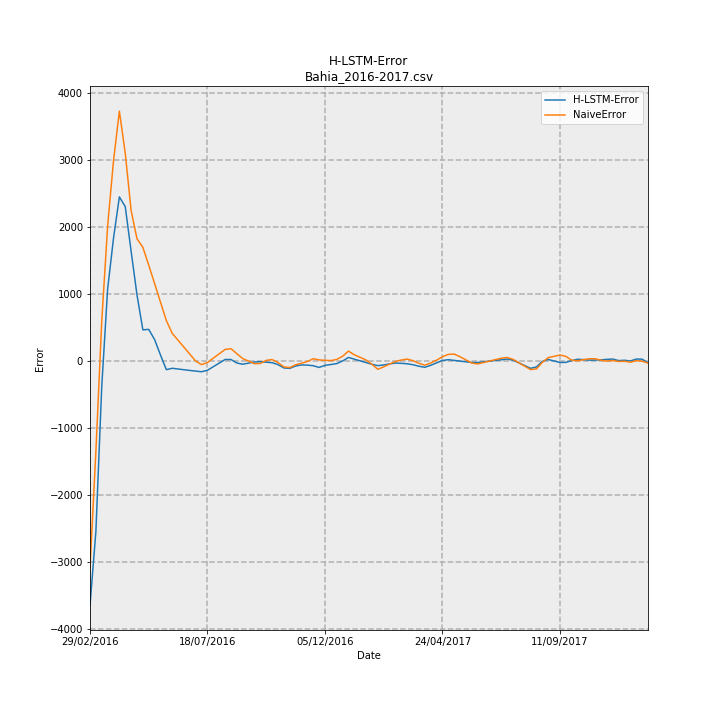 H-LSTM-Error
Bahia_2016-2017.csv
H-LSTM-Error
NaiveError
4000
3000
2000
1000
0
−1000
−2000
−3000
−4000
Error
29/02/2016 18/07/2016 05/12/2016 24/04/2017 11/09/2017
Date